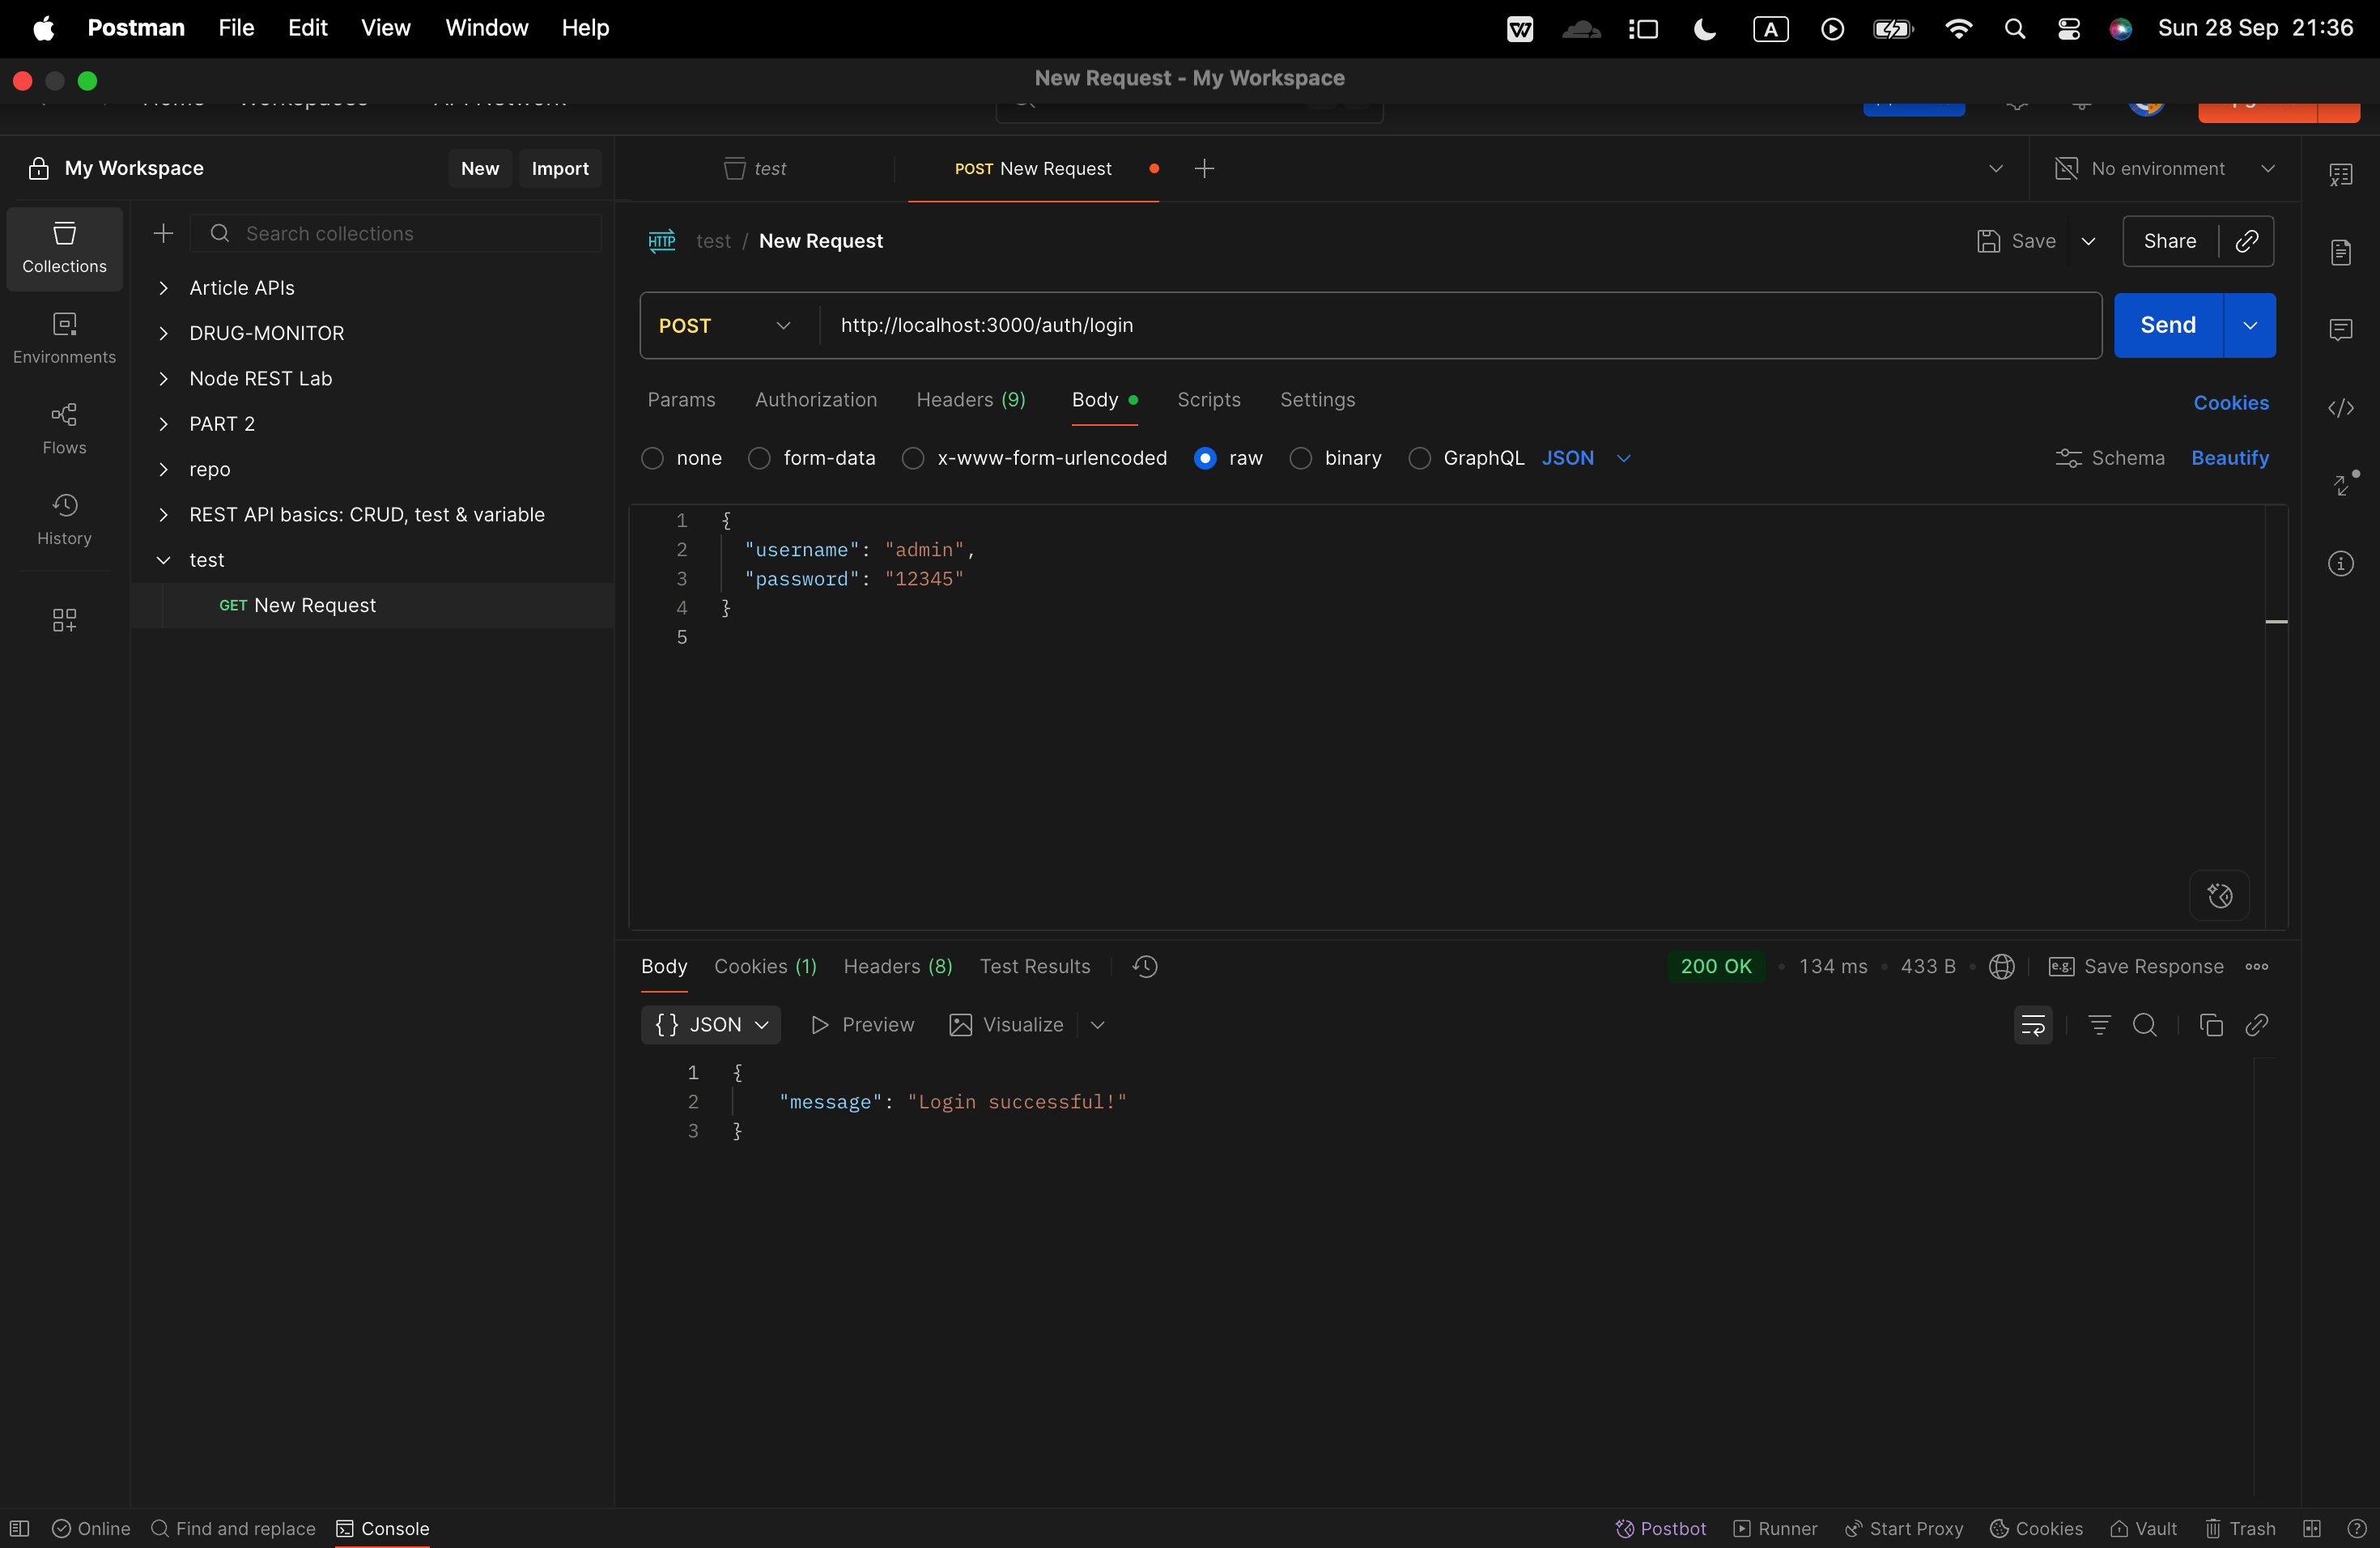 Postman File Edit View Window Help A Sun 28 Sep 21:36
New Request - My Workspace
My Workspace New Import
test
POST New Request
No environment
Collections
Environments
Flows
History
Search collections
Article APIs
DRUG-MONITOR
Node REST Lab
PART 2
repo
REST API basics: CRUD, test & variable
test
GET New Request
HTTP test / New Request Save Share
POST http://localhost:3000/auth/login Send
Params Authorization Headers (9) Body Scripts Settings Cookies
none form-data x-www-form-urlencoded raw binary GraphQL JSON Schema Beautify
1 {
2 "username": "admin",
3 "password": "12345"
4 }
5
Body Cookies (1) Headers (8) Test Results 200 OK • 134 ms • 433 B • e.g. Save Response
{} JSON Preview Visualize
1 {
2 "message": "Login successful!"
3 }
Online Find and replace Console Postbot Runner Start Proxy Cookies Vault Trash